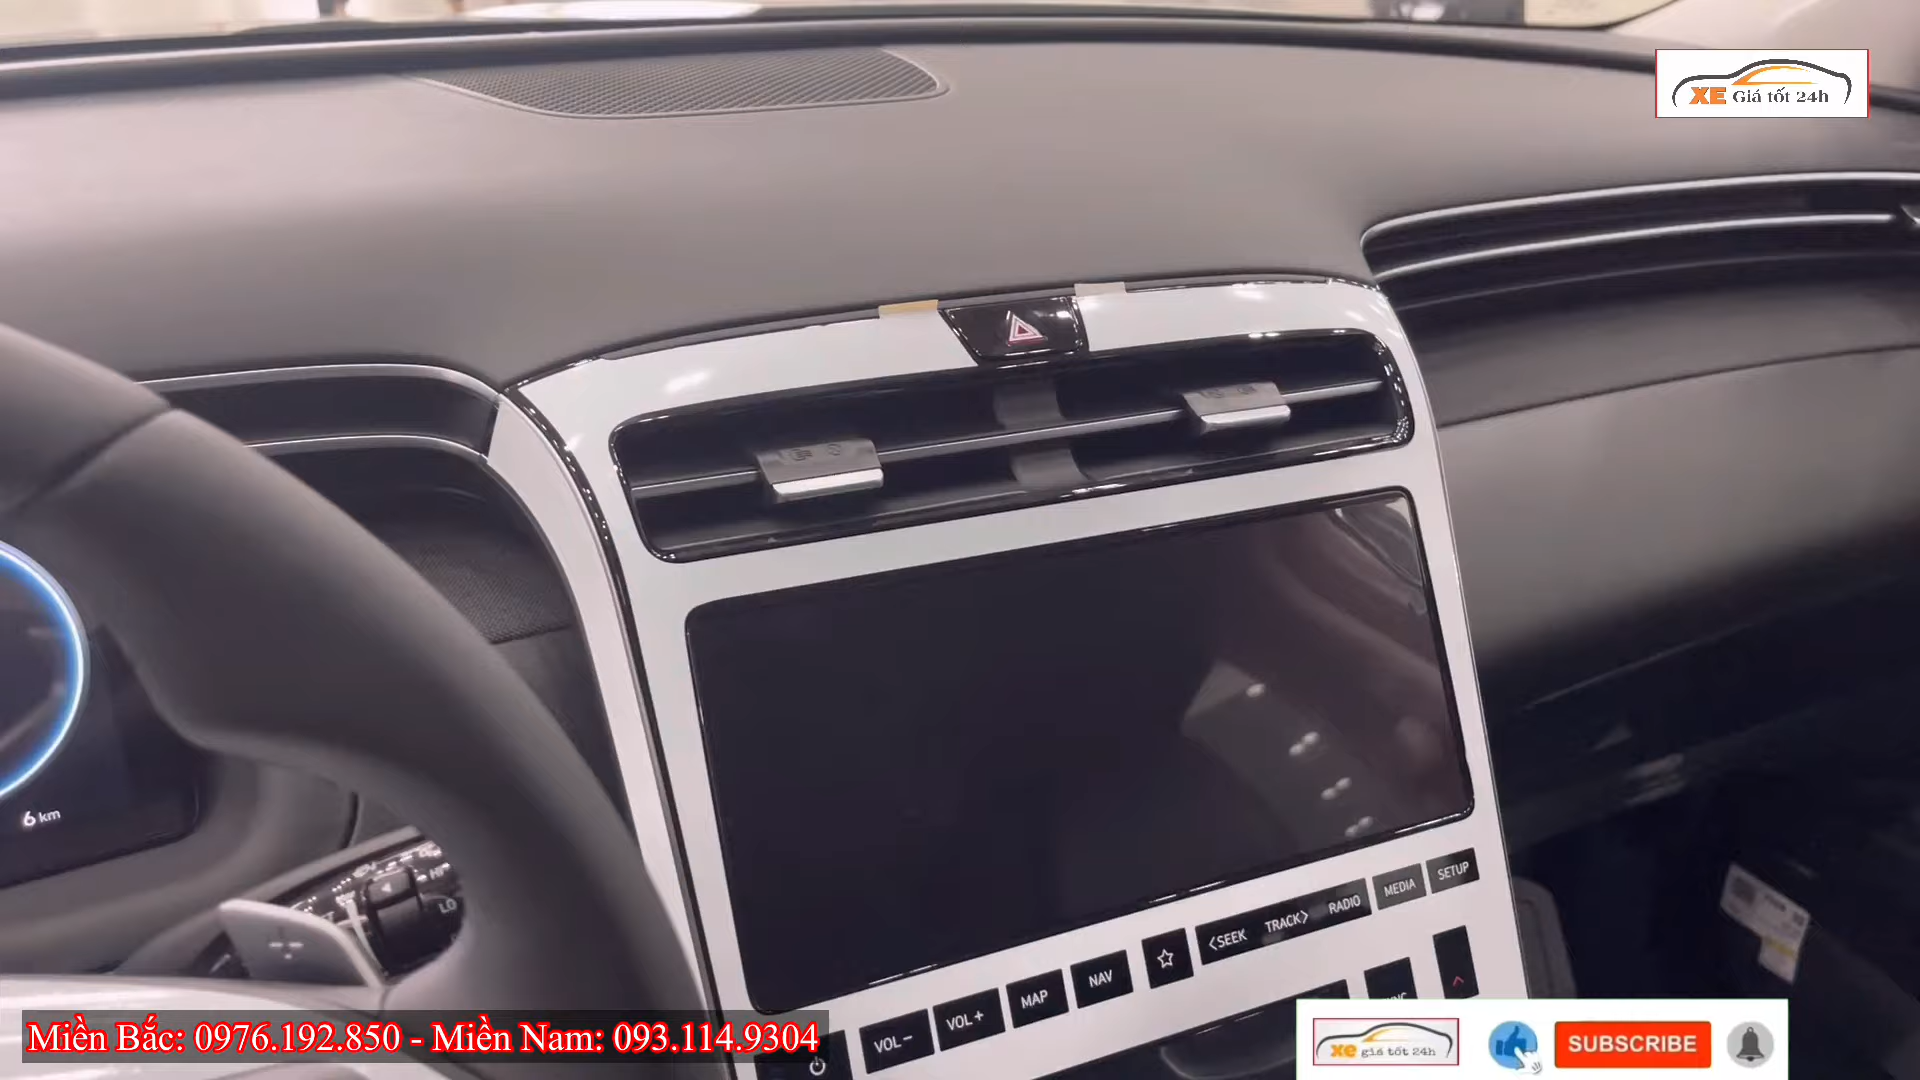 XE Giá tốt 24h
6 km
HI
LO
+
SETUP
MEDIA
RADIO
TRACK>
<SEEK
NAV
MAP
VOL+
VOL-
Miền Bắc: 0976.192.850 - Miền Nam: 093.114.9304
xe giá tốt 24h
SUBSCRIBE